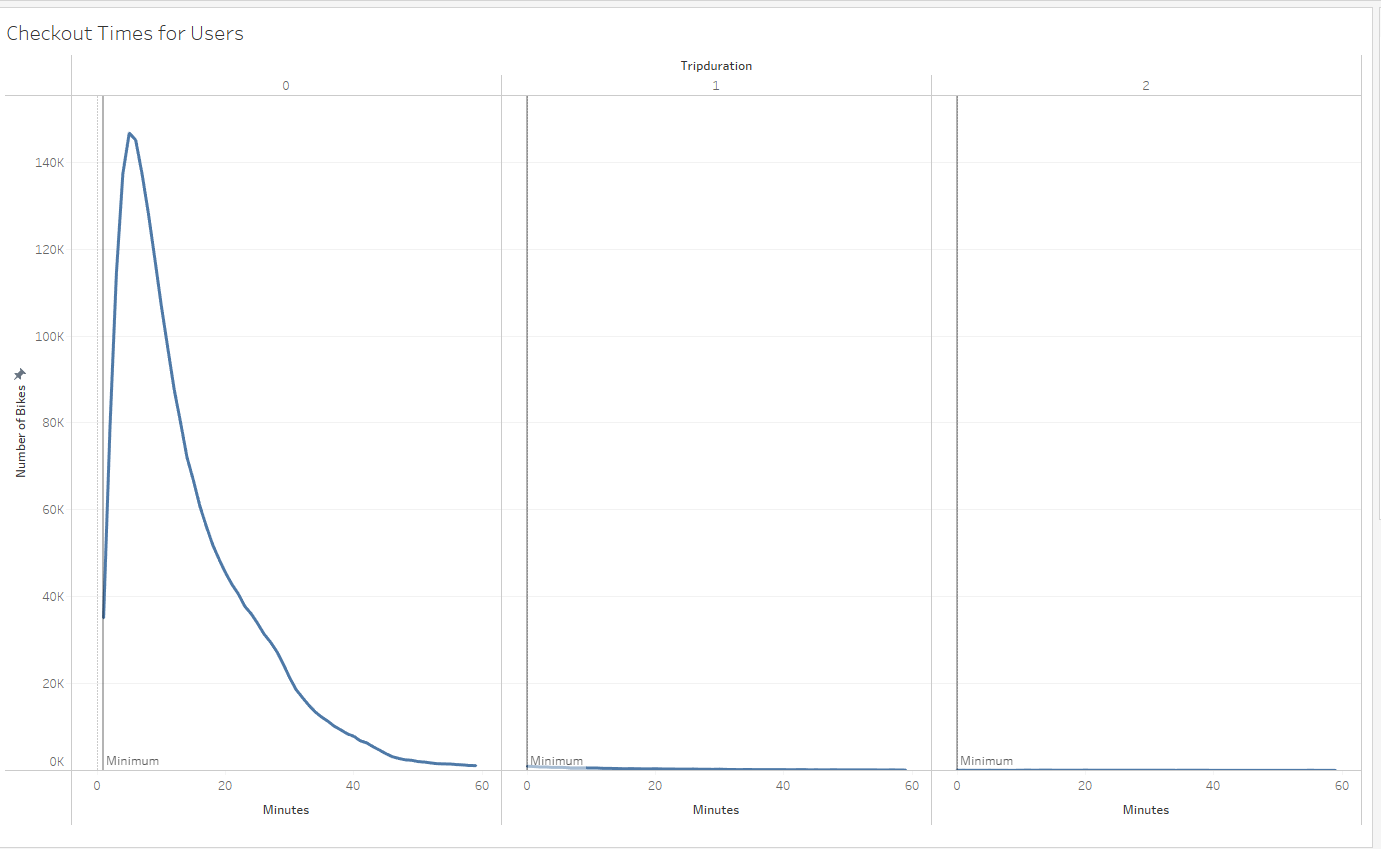 Checkout Times for Users
Tripduration
0 1 2
140K
120K
100K
80K
60K
40K
20K
0K
Number of Bikes
Minimum Minimum Minimum
0 20 40 60 0 20 40 60 0 20 40 60
Minutes Minutes Minutes